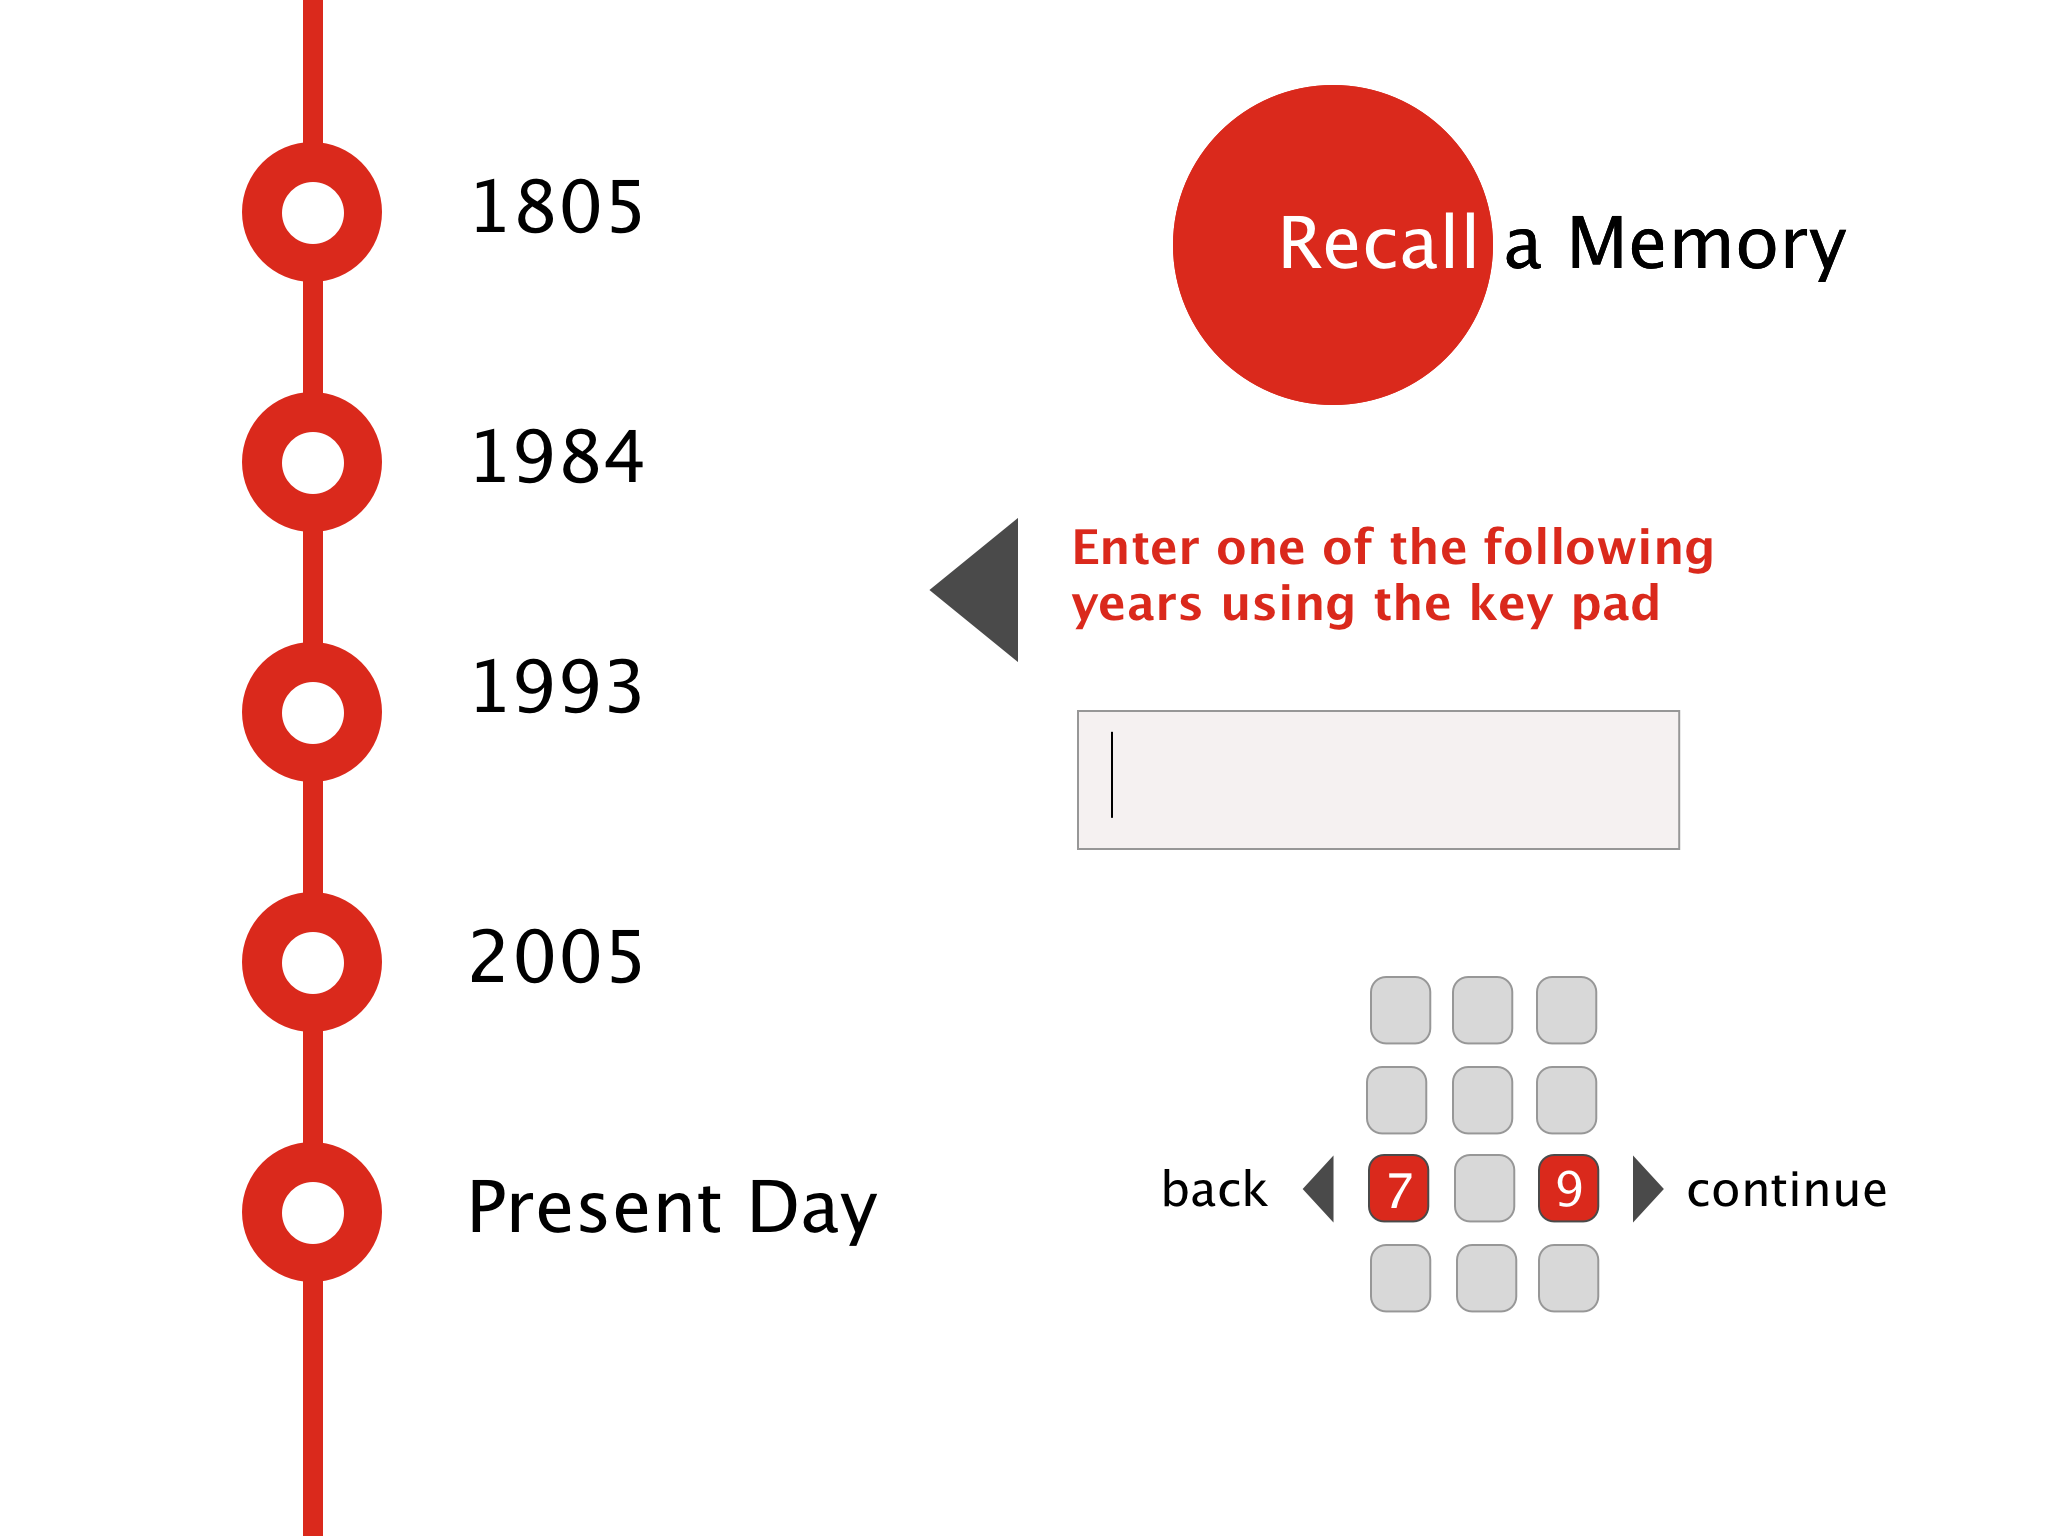 1805
1984
1993
2005
Present Day
Recall a Memory
Enter one of the following
years using the key pad
back 7 9 continue